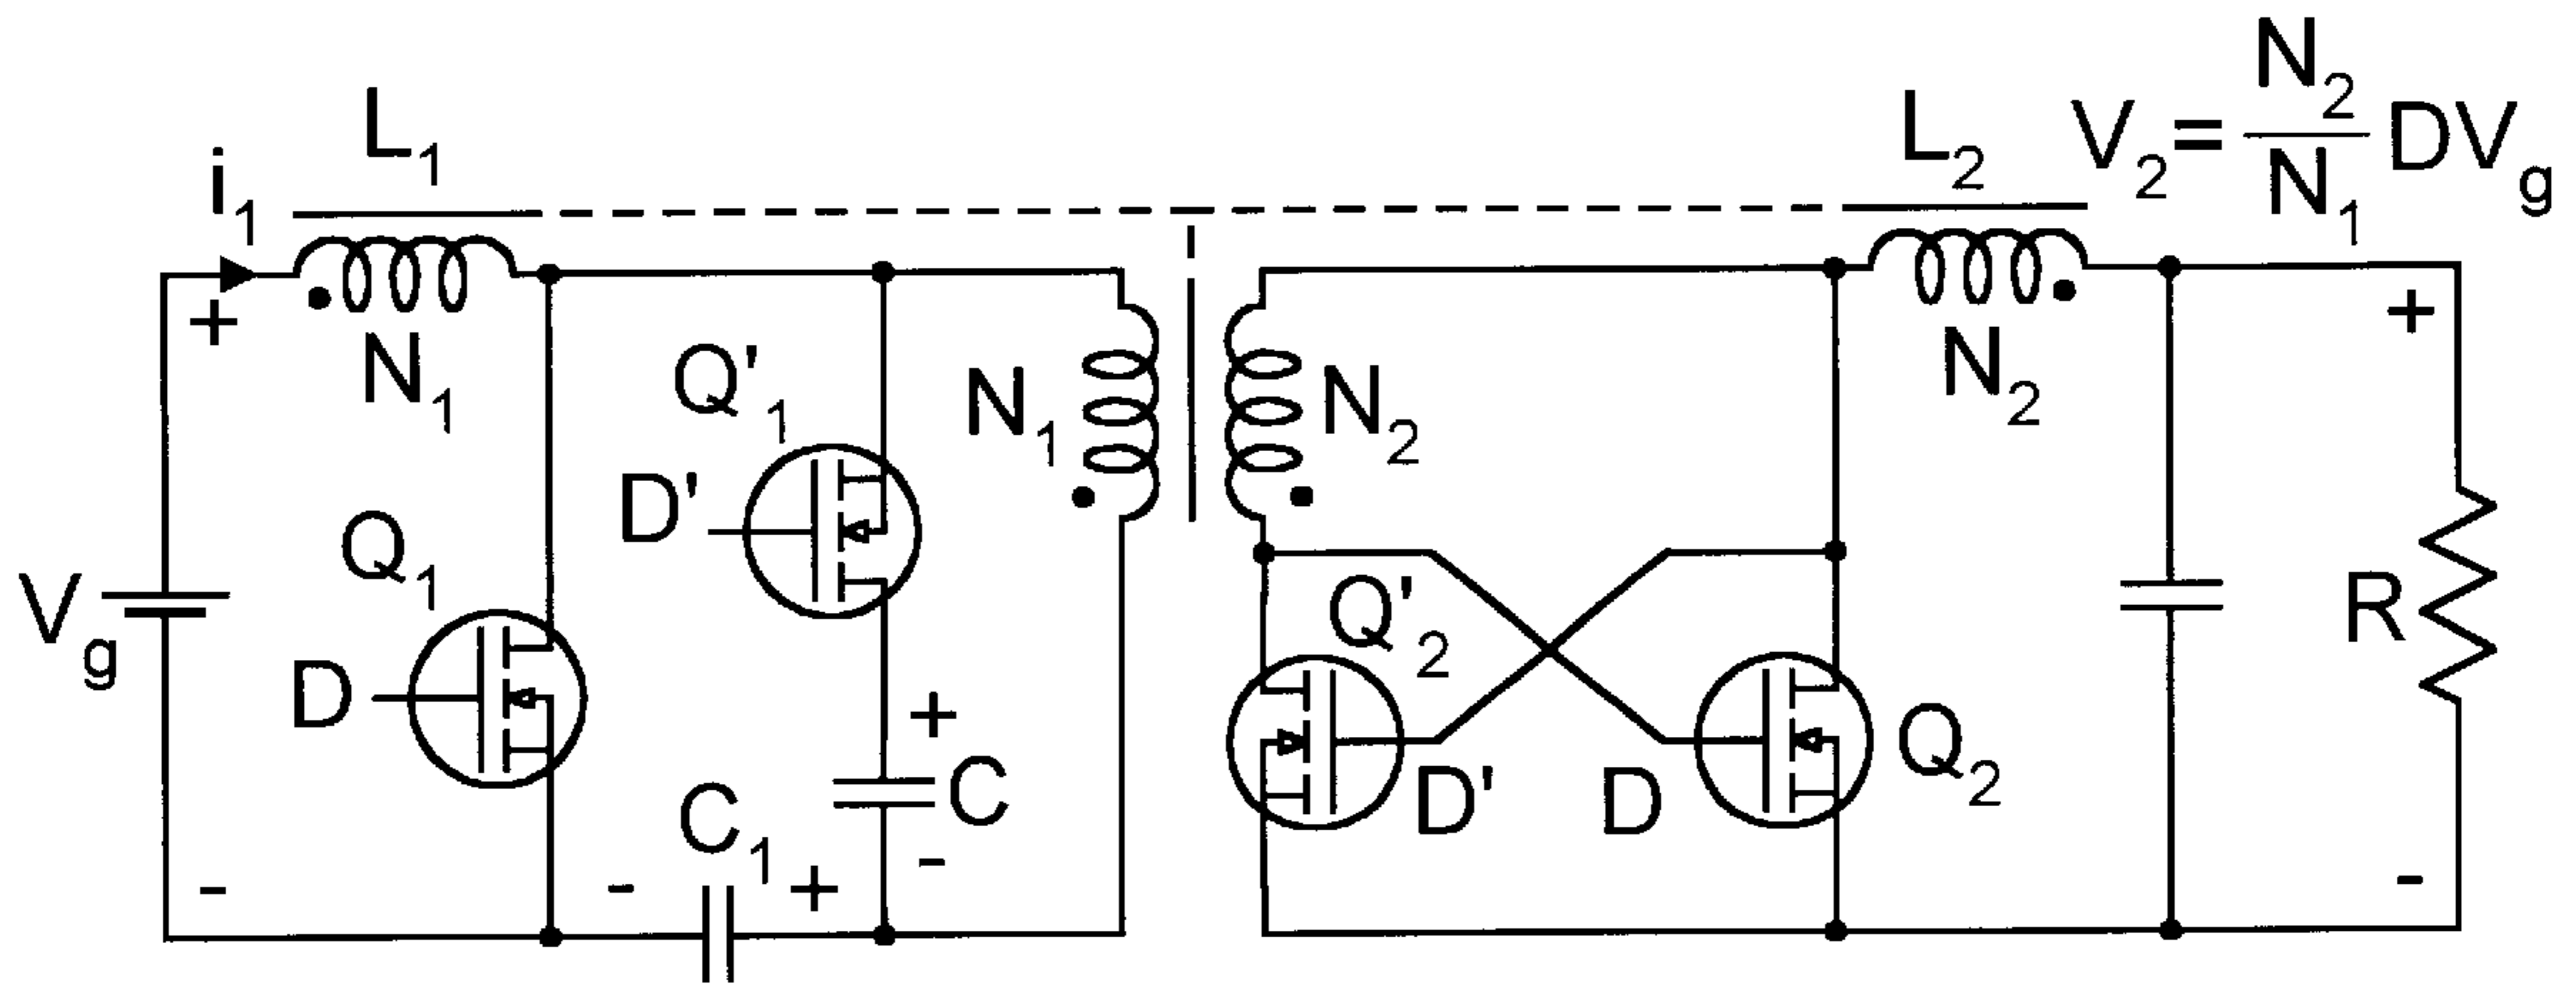 L1
i1
N1
Vg
+
-
Q1
D
Q'1
D'
C1
-
+
+
C
-
N1
N2
Q'2
D'
D
Q2
L2
N2
V2= N2/N1 DVg
+
R
-